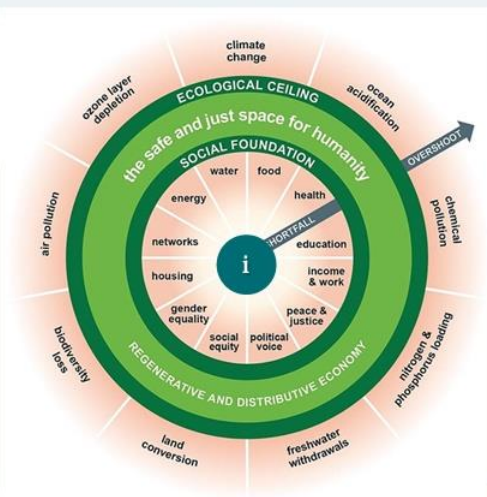 climate
change
ocean
acidification
chemical
pollution
nitrogen &
phosphorus loading
freshwater
withdrawals
land
conversion
biodiversity
loss
air pollution
ozone layer
depletion
ECOLOGICAL CEILING
the safe and just space for humanity
SOCIAL FOUNDATION
OVERSHOOT
HORTFALL
water
food
health
education
income
& work
peace &
justice
political
voice
social
equity
gender
equality
housing
networks
energy
i
REGENERATIVE AND DISTRIBUTIVE ECONOMY